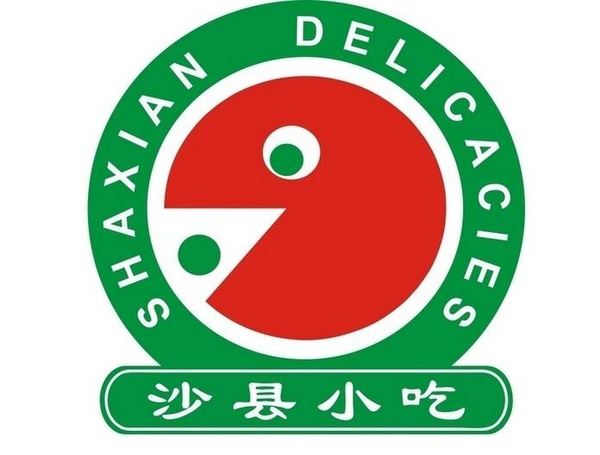 SHAXIAN DELICACIES
沙县小吃